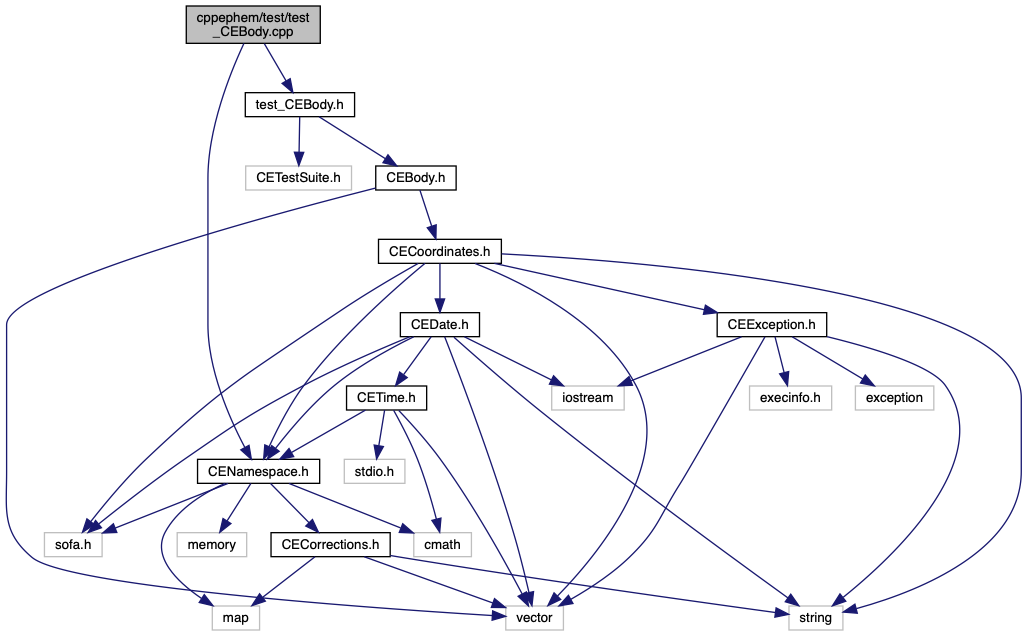 cppephem/test/test
_CEBody.cpp
test_CEBody.h
CETestSuite.h
CEBody.h
CECoordinates.h
CEDate.h
CEException.h
CETime.h
iostream
execinfo.h
exception
CENamespace.h
stdio.h
sofa.h
memory
CECorrections.h
cmath
map
vector
string